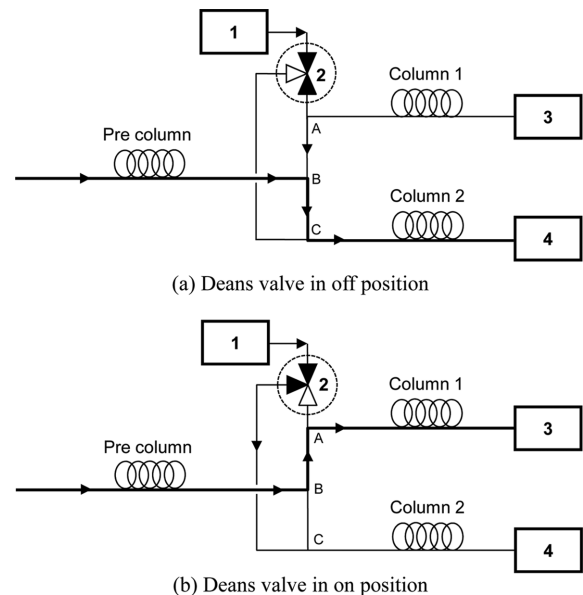 1
2
Column 1
3
A
Pre column
B
Column 2
C
4
(a) Deans valve in off position
1
2
Column 1
3
A
Pre column
B
Column 2
C
4
(b) Deans valve in on position